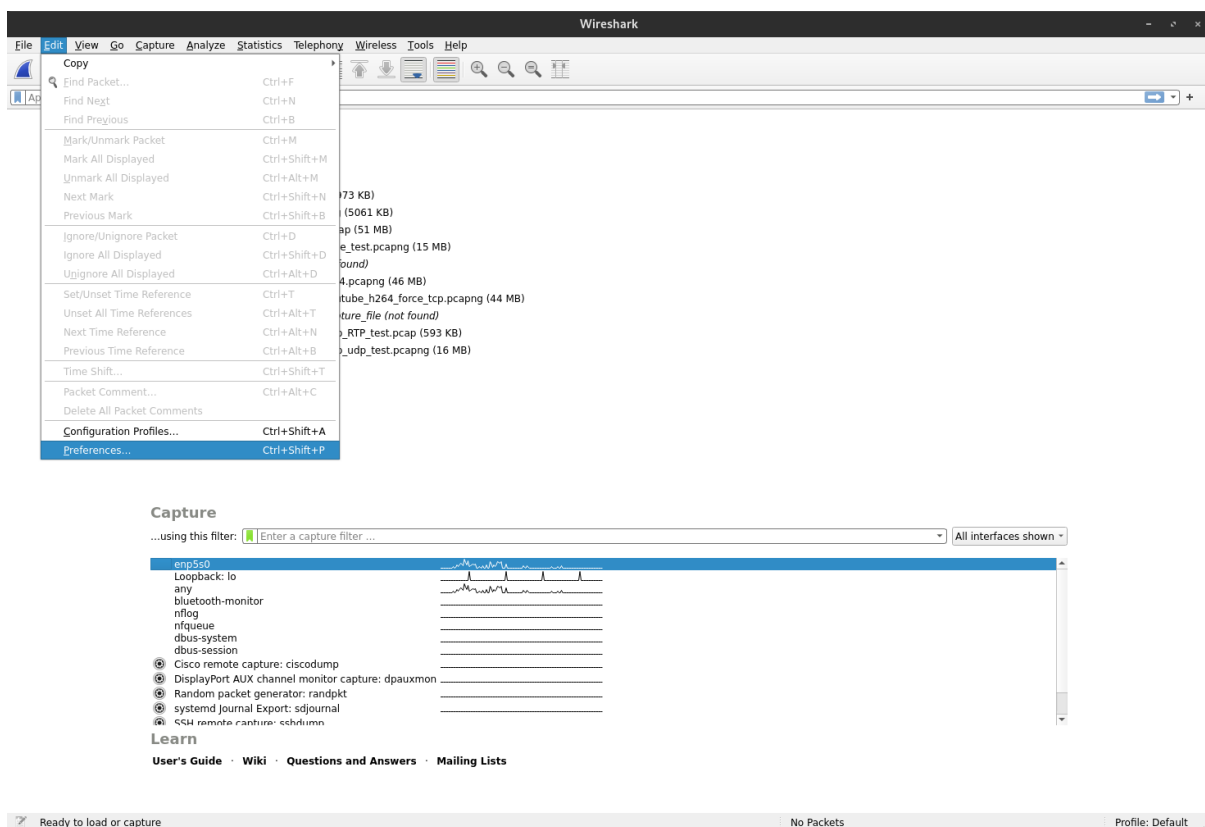 Wireshark
File Edit View Go Capture Analyze Statistics Telephony Wireless Tools Help
Copy
Find Packet... Ctrl+F
Find Next Ctrl+N
Find Previous Ctrl+B
Mark/Unmark Packet Ctrl+M
Mark All Displayed Ctrl+Shift+M
Unmark All Displayed Ctrl+Alt+M
Next Mark Ctrl+Shift+N
Previous Mark Ctrl+Shift+B
Ignore/Unignore Packet Ctrl+D
Ignore All Displayed Ctrl+Shift+D
Unignore All Displayed Ctrl+Alt+D
Set/Unset Time Reference Ctrl+T
Unset All Time References Ctrl+Alt+T
Next Time Reference Ctrl+Alt+N
Previous Time Reference Ctrl+Alt+B
Time Shift... Ctrl+Shift+T
Packet Comment... Ctrl+Alt+C
Delete All Packet Comments
Configuration Profiles... Ctrl+Shift+A
Preferences... Ctrl+Shift+P
Ap
+
KB)
(5061 KB)
(51 MB)
e_test.pcapng (15 MB)
found)
4.pcapng (46 MB)
tube_h264_force_tcp.pcapng (44 MB)
ture_file (not found)
_RTP_test.pcap (593 KB)
_udp_test.pcapng (16 MB)
Capture
...using this filter: Enter a capture filter ... All interfaces shown
enp5s0
Loopback: lo
any
bluetooth-monitor
nflog
nfqueue
dbus-system
dbus-session
Cisco remote capture: ciscodump
DisplayPort AUX channel monitor capture: dpauxmon
Random packet generator: randpkt
systemd Journal Export: sdjournal
SSH remote capture: sshdump
Learn
User's Guide · Wiki · Questions and Answers · Mailing Lists
Ready to load or capture No Packets Profile: Default